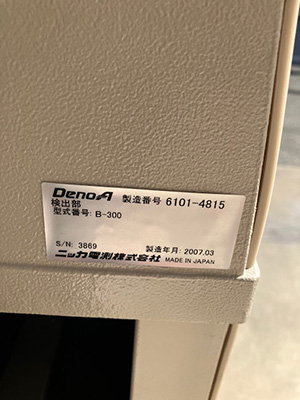 DenoA 製造番号 6101-4815
検出部
型式番号: B-300
S/N: 3869 製造年月: 2007.03
ニッカ電測株式会社 MADE IN JAPAN